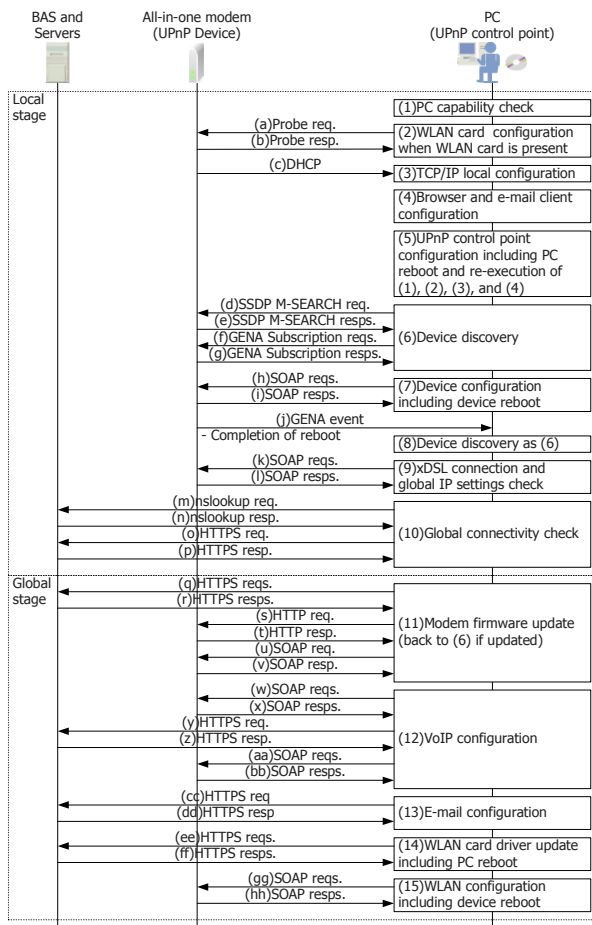 BAS and
Servers
All-in-one modem
(UPnP Device)
PC
(UPnP control point)
Local
stage
(1)PC capability check
(a)Probe req.
(b)Probe resp.
(2)WLAN card configuration
when WLAN card is present
(c)DHCP
(3)TCP/IP local configuration
(4)Browser and e-mail client
configuration
(5)UPnP control point
configuration including PC
reboot and re-execution of
(1), (2), (3), and (4)
(d)SSDP M-SEARCH req.
(e)SSDP M-SEARCH resps.
(f)GENA Subscription reqs.
(g)GENA Subscription resps.
(6)Device discovery
(h)SOAP reqs.
(i)SOAP resps.
(7)Device configuration
including device reboot
(j)GENA event
- Completion of reboot
(8)Device discovery as (6)
(k)SOAP reqs.
(l)SOAP resps.
(9)xDSL connection and
global IP settings check
(m)nslookup req.
(n)nslookup resp.
(o)HTTPS req.
(p)HTTPS resp.
(10)Global connectivity check
Global
stage
(q)HTTPS reqs.
(r)HTTPS resps.
(s)HTTP req.
(t)HTTP resp.
(u)SOAP req.
(v)SOAP resp.
(11)Modem firmware update
(back to (6) if updated)
(w)SOAP reqs.
(x)SOAP resps.
(y)HTTPS req.
(z)HTTPS resp.
(aa)SOAP reqs.
(bb)SOAP resps.
(12)VoIP configuration
(cc)HTTPS req
(dd)HTTPS resp
(13)E-mail configuration
(ee)HTTPS reqs.
(ff)HTTPS resps.
(14)WLAN card driver update
including PC reboot
(gg)SOAP reqs.
(hh)SOAP resps.
(15)WLAN configuration
including device reboot